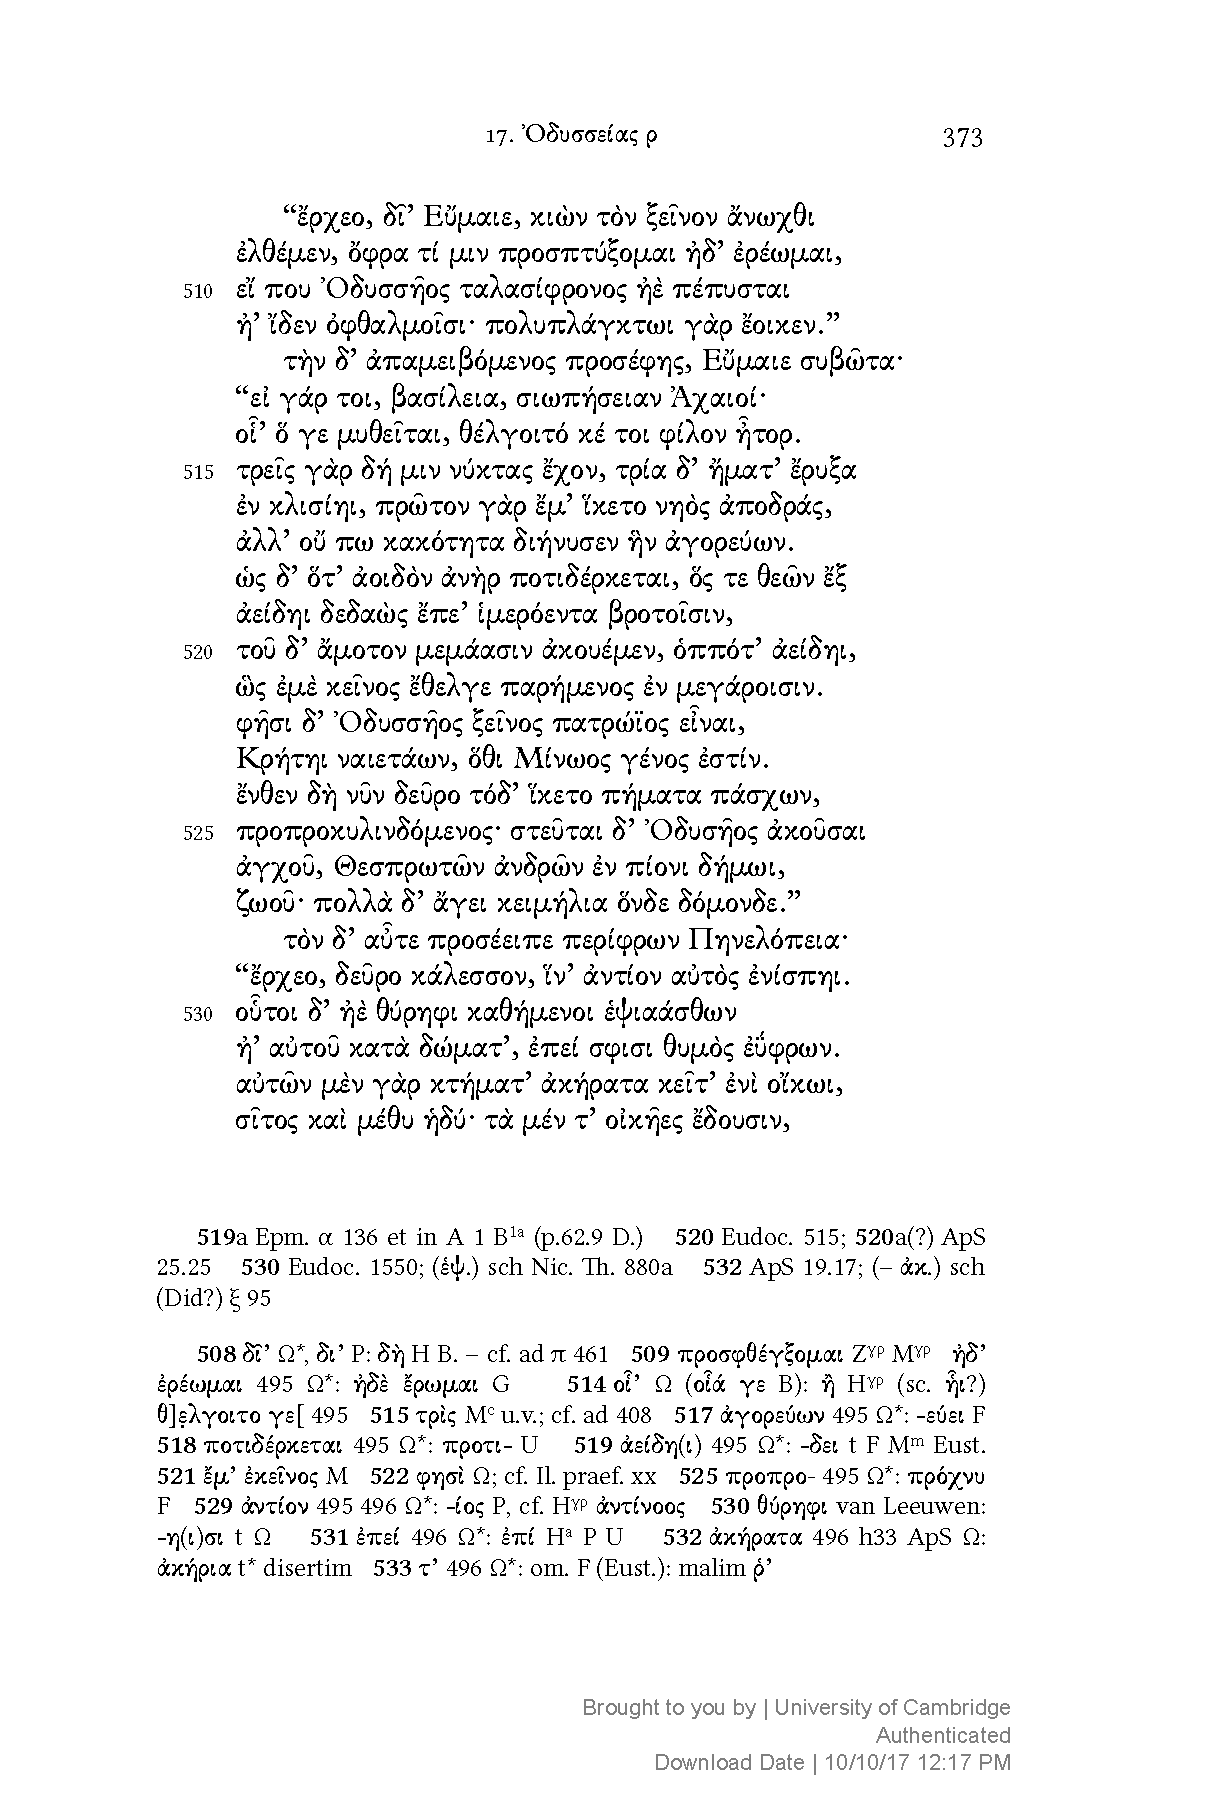 17. Ὀδυσσείας ρ 373
“ἔρχεο, δῖ’ Εὔμαιε, κιὼν τὸν ξεῖνον ἄνωχθι
ἐλθέμεν, ὄφρα τί μιν προσπτύξομαι ἠδ’ ἐρέωμαι,
510 εἴ που Ὀδυσσῆος ταλασίφρονος ἠὲ πέπυσται
ἠ’ ἴδεν ὀφθαλμοῖσι· πολυπλάγκτωι γὰρ ἔοικεν.”
τὴν δ’ ἀπαμειβόμενος προσέφης, Εὔμαιε συβῶτα·
“εἰ γάρ τοι, βασίλεια, σιωπήσειαν Ἀχαιοί·
οἷ’ ὅ γε μυθεῖται, θέλγοιτό κέ τοι φίλον ἦτορ.
515 τρεῖς γὰρ δή μιν νύκτας ἔχον, τρία δ’ ἤματ’ ἔρυξα
ἐν κλισίηι, πρῶτον γὰρ ἔμ’ ἵκετο νηὸς ἀποδράς,
ἀλλ’ οὔ πω κακότητα διήνυσεν ἣν ἀγορεύων.
ὡς δ’ ὅτ’ ἀοιδὸν ἀνὴρ ποτιδέρκεται, ὅς τε θεῶν ἔξ
ἀείδηι δεδαὼς ἔπε’ ἱμερόεντα βροτοῖσιν,
520 τοῦ δ’ ἄμοτον μεμάασιν ἀκουέμεν, ὁππότ’ ἀείδηι,
ὣς ἐμὲ κεῖνος ἔθελγε παρήμενος ἐν μεγάροισιν.
φῆσι δ’ Ὀδυσσῆος ξεῖνος πατρώϊος εἶναι,
Κρήτηι ναιετάων, ὅθι Μίνωος γένος ἐστίν.
ἔνθεν δὴ νῦν δεῦρο τόδ’ ἵκετο πήματα πάσχων,
525 προπροκυλινδόμενος· στεῦται δ’ Ὀδυσῆος ἀκοῦσαι
ἀγχοῦ, Θεσπρωτῶν ἀνδρῶν ἐν πίονι δήμωι,
ζωοῦ· πολλὰ δ’ ἄγει κειμήλια ὅνδε δόμονδε.”
τὸν δ’ αὖτε προσέειπε περίφρων Πηνελόπεια·
“ἔρχεο, δεῦρο κάλεσσον, ἵν’ ἀντίον αὐτὸς ἐνίσπηι.
530 οὗτοι δ’ ἠὲ θύρηφι καθήμενοι ἑψιαάσθων
ἠ’ αὐτοῦ κατὰ δώματ’, ἐπεί σφισι θυμὸς ἐΰφρων.
αὐτῶν μὲν γὰρ κτήματ’ ἀκήρατα κεῖτ’ ἐνὶ οἴκωι,
σῖτος καὶ μέθυ ἡδύ· τὰ μέν τ’ οἰκῆες ἔδουσιν,
519a Epm. α 136 et in A 1 B¹ᵃ (p.62.9 D.) 520 Eudoc. 515; 520a(?) ApS
25.25 530 Eudoc. 1550; (ἑψ.) sch Nic. Th. 880a 532 ApS 19.17; (– ἀκ.) sch
(Did?) ξ 95
508 δῖ’ Ω*, δι’ P: δὴ H B. – cf. ad π 461 509 προσφθέγξομαι Zᵞᵖ Mᵞᵖ ἠδ’
ἐρέωμαι 495 Ω*: ἠδὲ ἔρωμαι G 514 οἷ’ Ω (οἷά γε B): ἢ Hᵞᵖ (sc. ἧι?)
θ]ε̣λγοιτο γε[ 495 515 τρὶς Mᶜ u.v.; cf. ad 408 517 ἀγορεύων 495 Ω*: -εύει F
518 ποτιδέρκεται 495 Ω*: προτι- U 519 ἀείδη(ι) 495 Ω*: -δει t F Mᵐ Eust.
521 ἔμ’ ἐκεῖνος M 522 φησὶ Ω; cf. Il. praef. xx 525 προπρο- 495 Ω*: πρόχνυ
F 529 ἀντίον 495 496 Ω*: -ίος P, cf. Hᵞᵖ ἀντίνοος 530 θύρηφι van Leeuwen:
-η(ι)σι t Ω 531 ἐπεί 496 Ω*: ἐπί Hᵃ P U 532 ἀκήρατα 496 h33 ApS Ω:
ἀκήρια t* disertim 533 τ’ 496 Ω*: om. F (Eust.): malim ῥ’
Brought to you by | University of Cambridge
Authenticated
Download Date | 10/10/17 12:17 PM